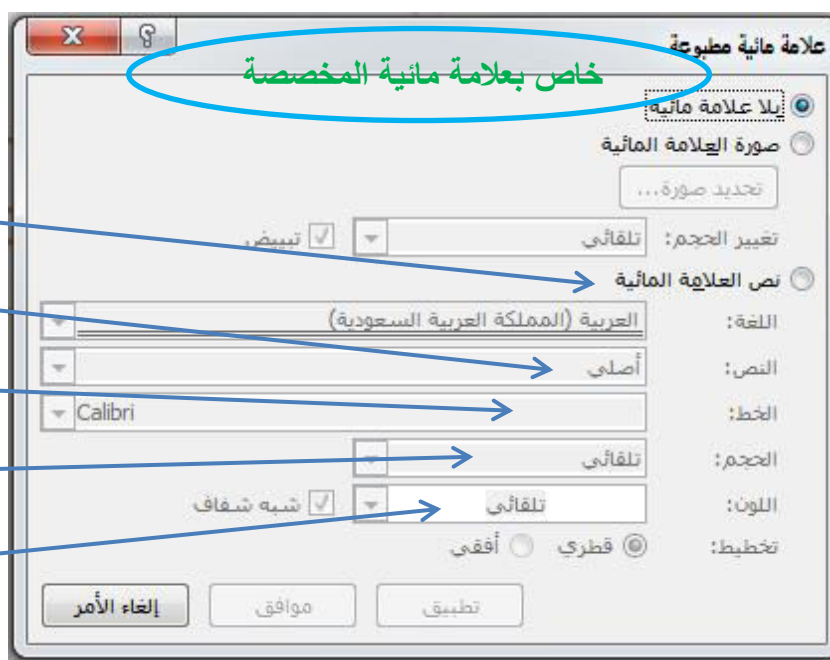 علامة مائية مطبوعة
خاص بعلامة مائية المخصصة
بلا علامة مائية
صورة العلامة المائية
تحديد صورة...
تغيير الحجم: تلقائي تبييض
نص العلامة المائية
اللغة: العربية (المملكة العربية السعودية)
النص: أصلي
الخط: Calibri
الحجم: تلقائي
اللون: تلقائي شبه شفاف
تخطيط: قطري أفقي
تطبيق موافق إلغاء الأمر